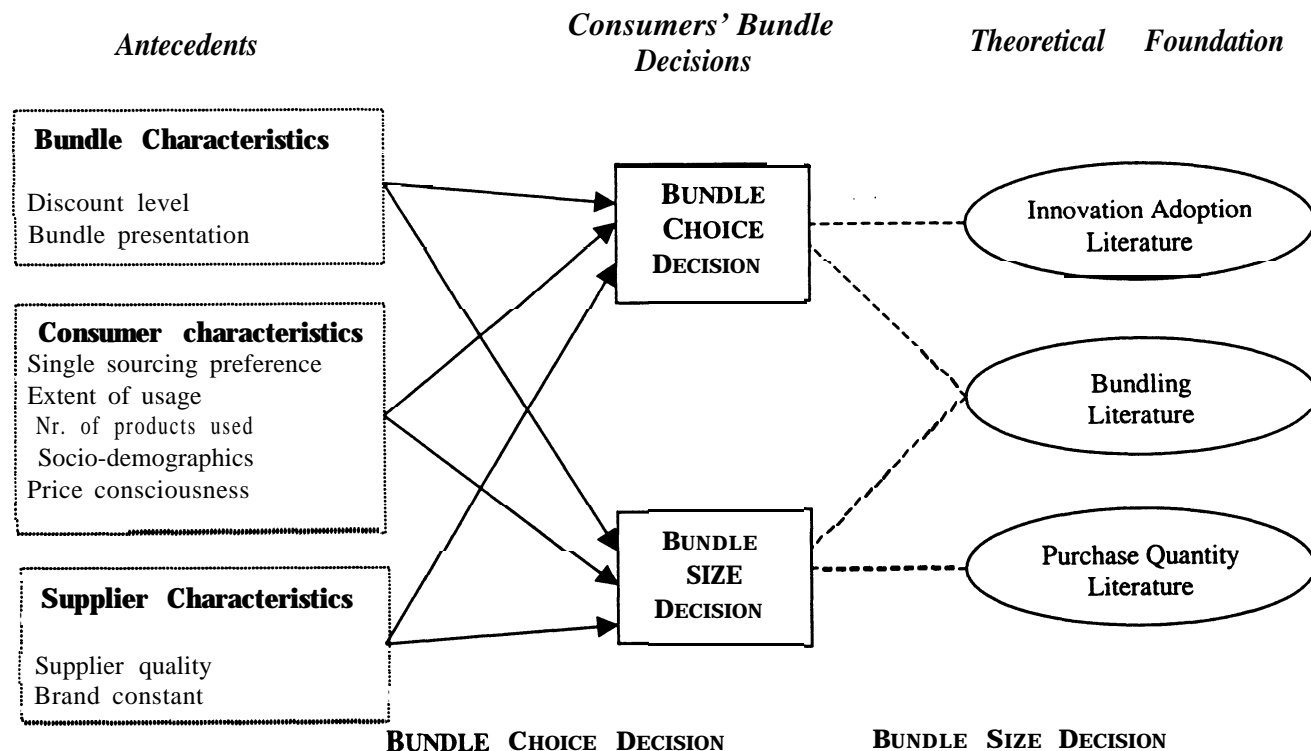 Antecedents
Consumers' Bundle
Decisions
Theoretical Foundation
Bundle Characteristics
Discount level
Bundle presentation
Consumer characteristics
Single sourcing preference
Extent of usage
Nr. of products used
Socio-demographics
Price consciousness
Supplier Characteristics
Supplier quality
Brand constant
BUNDLE
CHOICE
DECISION
BUNDLE
SIZE
DECISION
Innovation Adoption
Literature
Bundling
Literature
Purchase Quantity
Literature
BUNDLE CHOICE DECISION
BUNDLE SIZE DECISION